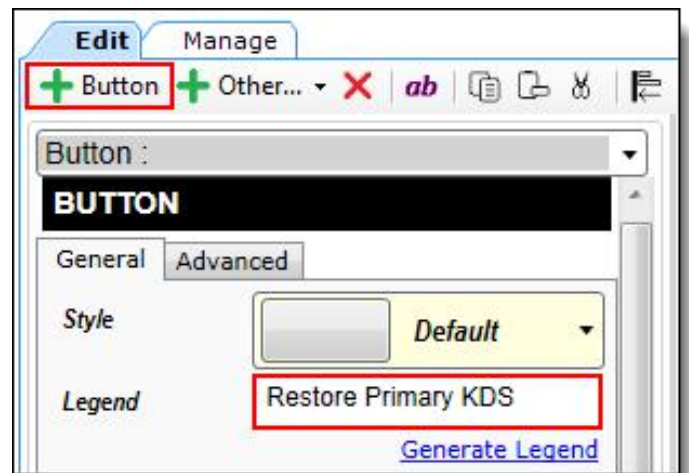 Edit Manage
Button Other... ab
Button :
BUTTON
General Advanced
Style Default
Legend Restore Primary KDS
Generate Legend